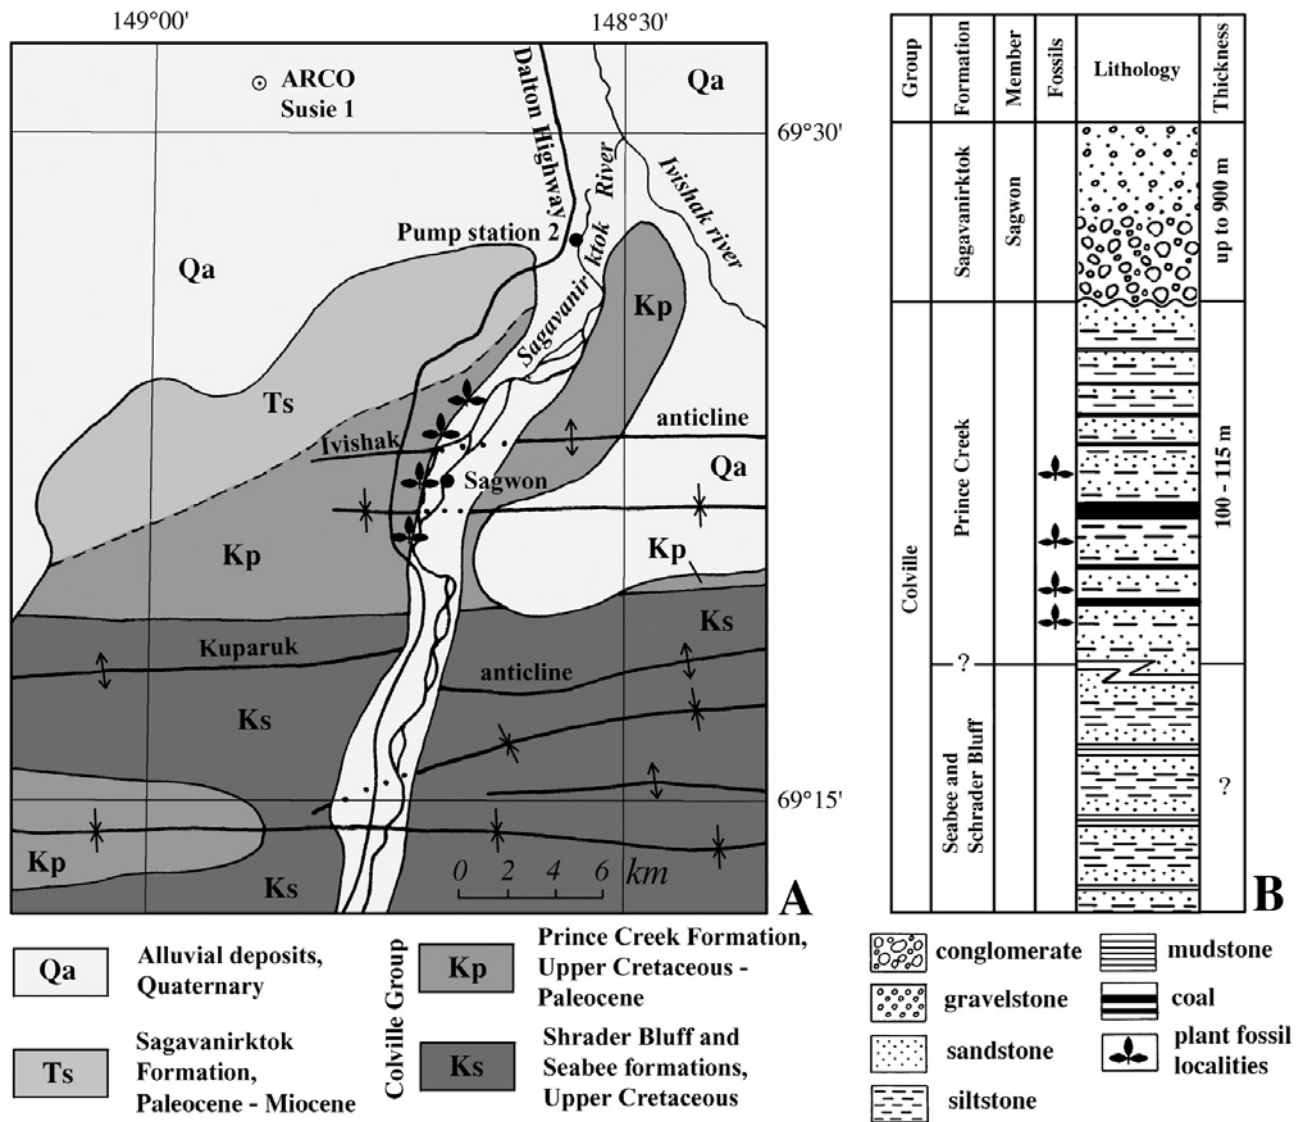 149°00'
148°30'
ARCO
Susie 1
Dalton Highway
Qa
69°30'
River
Ivishak river
Pump station 2
Sagavanir
ktok
Qa
Kp
Ts
anticline
Ivishak
Qa
Sagwon
Kp
Kp
Ks
Kuparuk
anticline
Ks
69°15'
Kp
Ks
0 2 4 6 km
A
Group
Formation
Member
Fossils
Lithology
Thickness
Sagavanirktok
Sagwon
up to 900 m
Colville
Prince Creek
100 - 115 m
?
Seabee and
Schrader Bluff
?
B
Qa
Alluvial deposits,
Quaternary
Ts
Sagavanirktok
Formation,
Paleocene - Miocene
Colville Group
Kp
Prince Creek Formation,
Upper Cretaceous -
Paleocene
Ks
Shrader Bluff and
Seabee formations,
Upper Cretaceous
conglomerate
gravelstone
sandstone
siltstone
mudstone
coal
plant fossil
localities